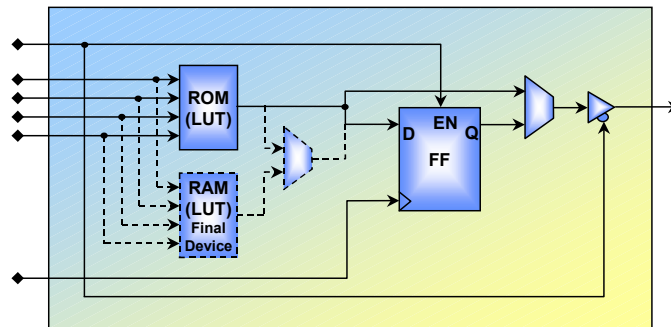 ROM
(LUT)
EN
D
Q
FF
RAM
(LUT)
Final
Device